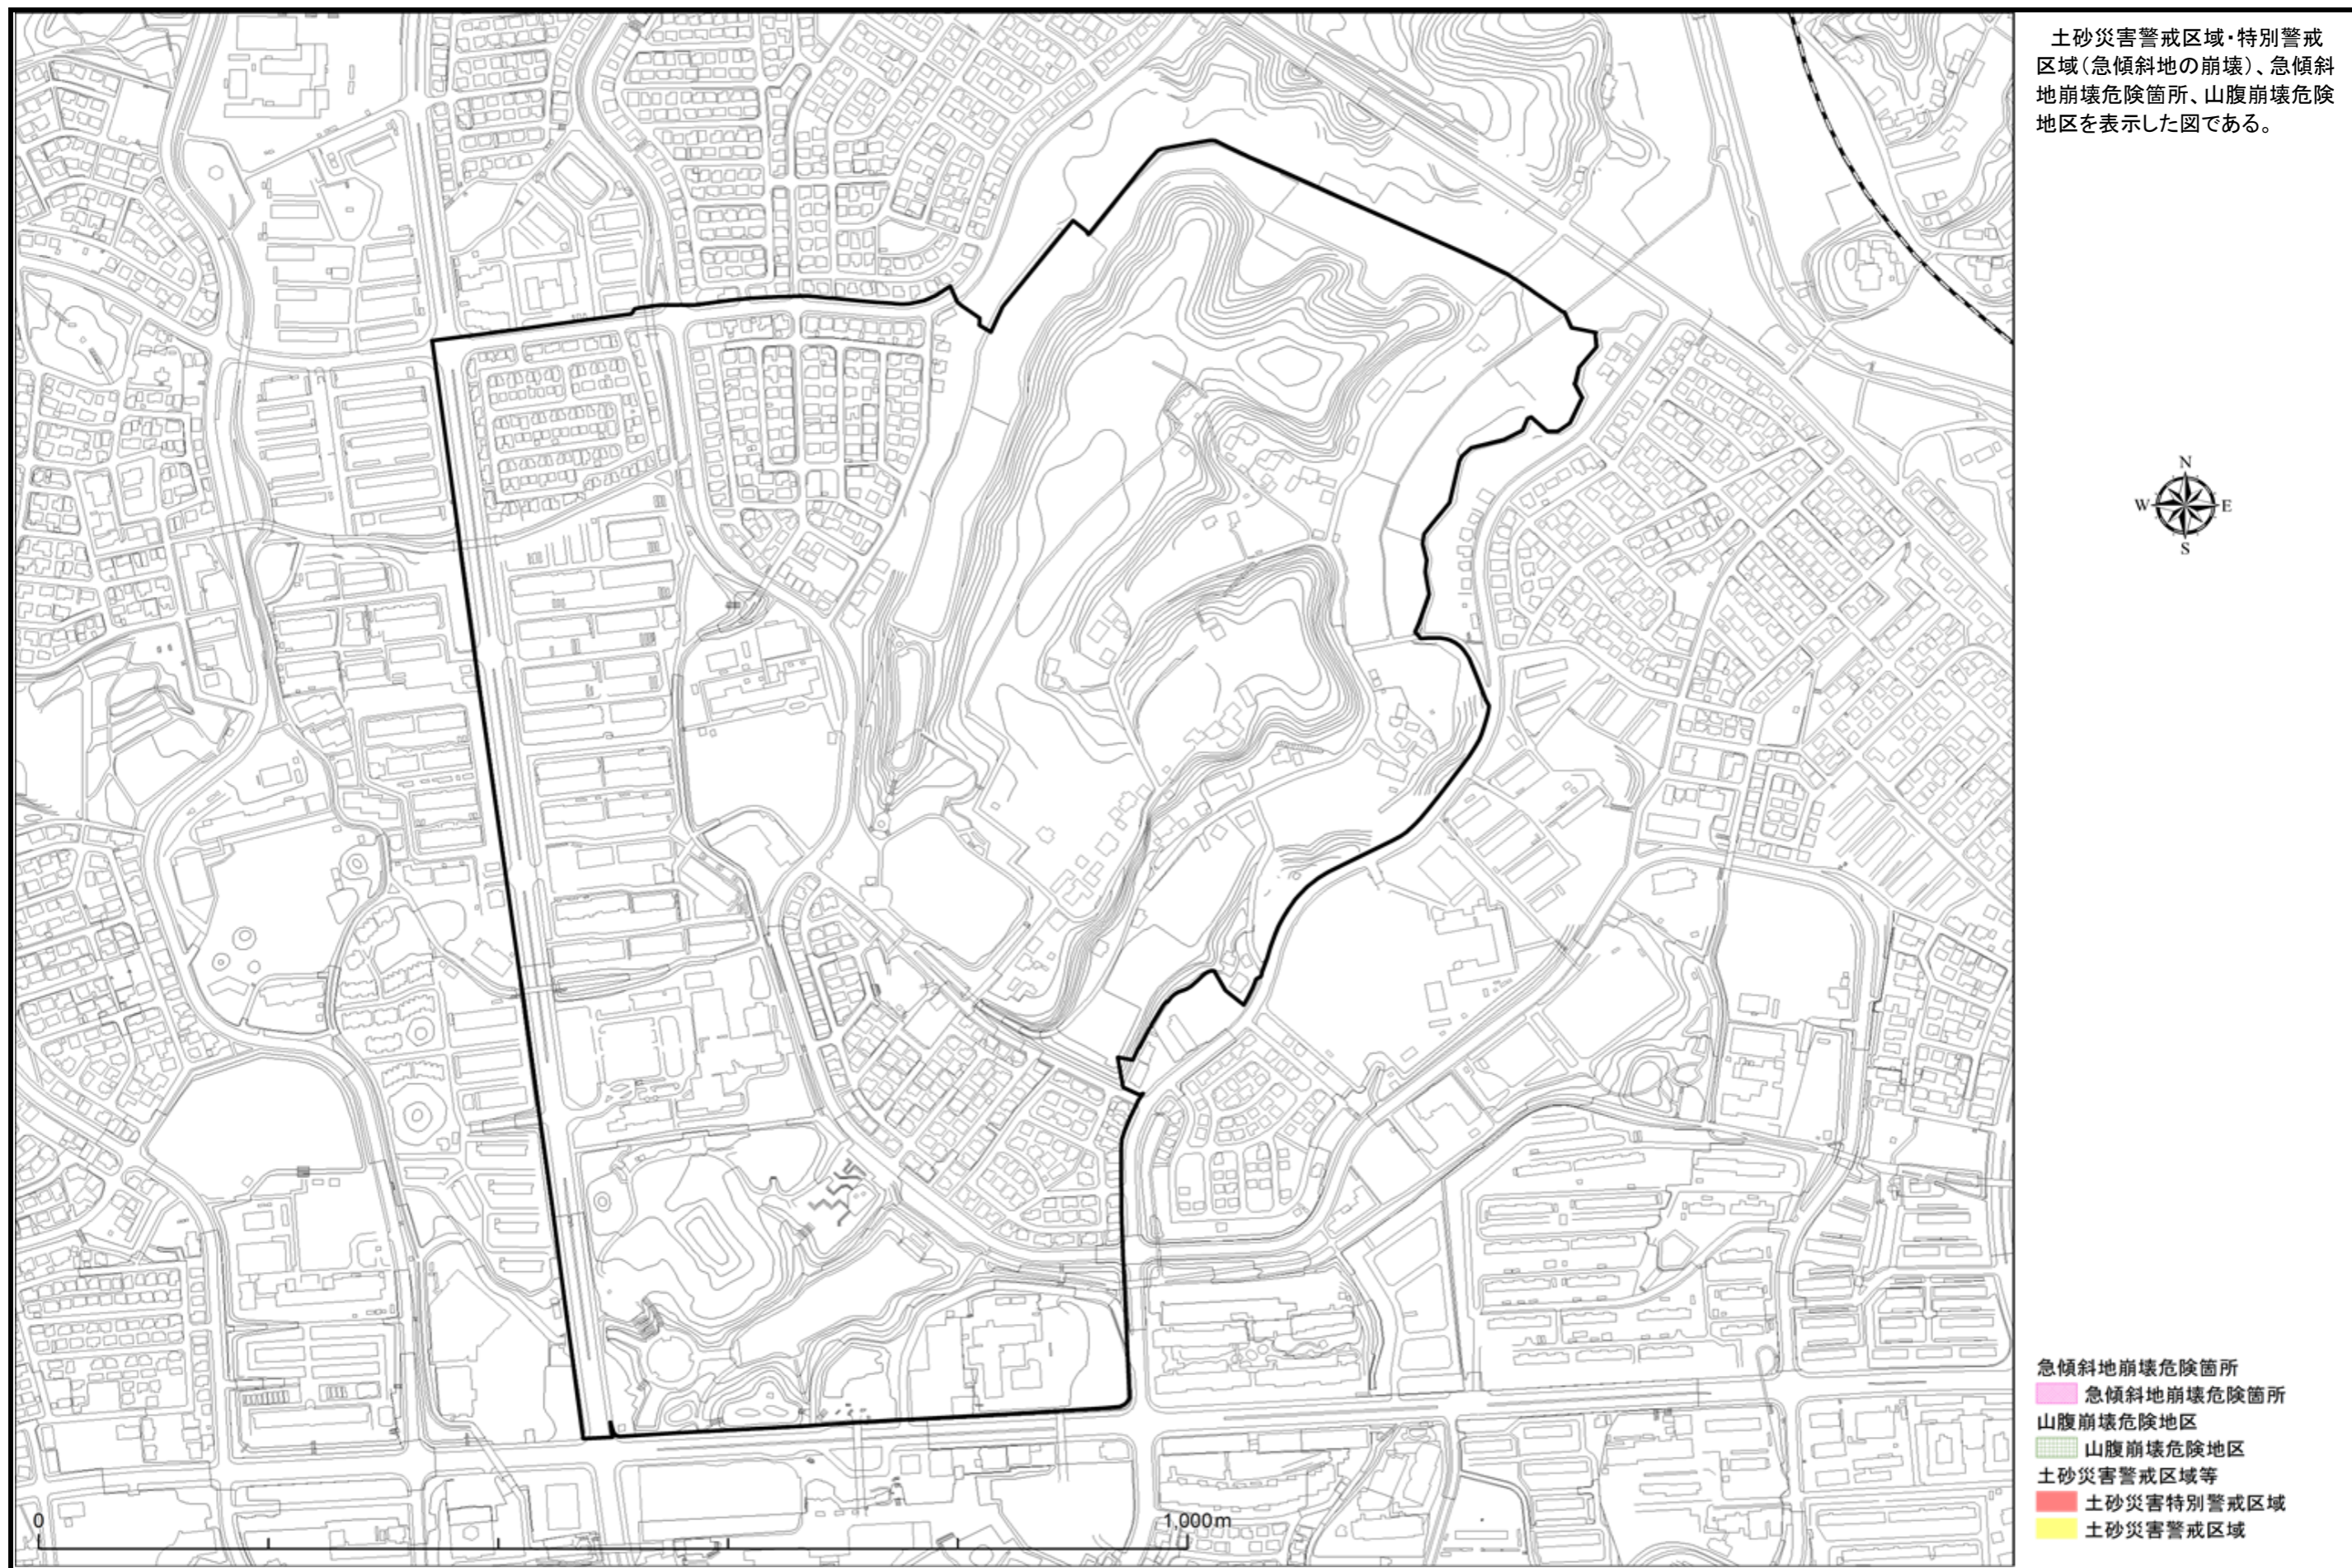 土砂災害警戒区域・特別警戒
区域（急傾斜地の崩壊）、急傾斜
地崩壊危険箇所、山腹崩壊危険
地区を表示した図である。
N
W E
S
急傾斜地崩壊危険箇所
急傾斜地崩壊危険箇所
山腹崩壊危険地区
山腹崩壊危険地区
土砂災害警戒区域等
土砂災害特別警戒区域
土砂災害警戒区域
0 1,000m